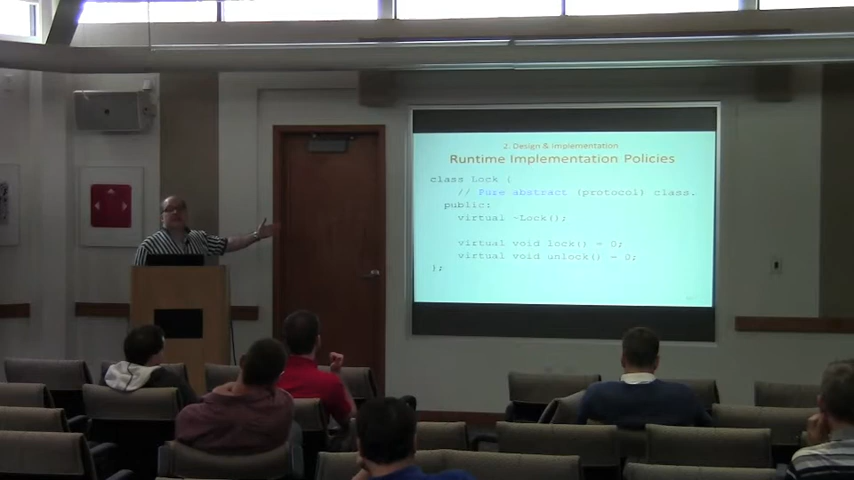 2. Design & Implementation
Runtime Implementation Policies
class Lock {
// Pure abstract (protocol) class.
public:
virtual ~Lock();
virtual void lock() = 0;
virtual void unlock() = 0;
};